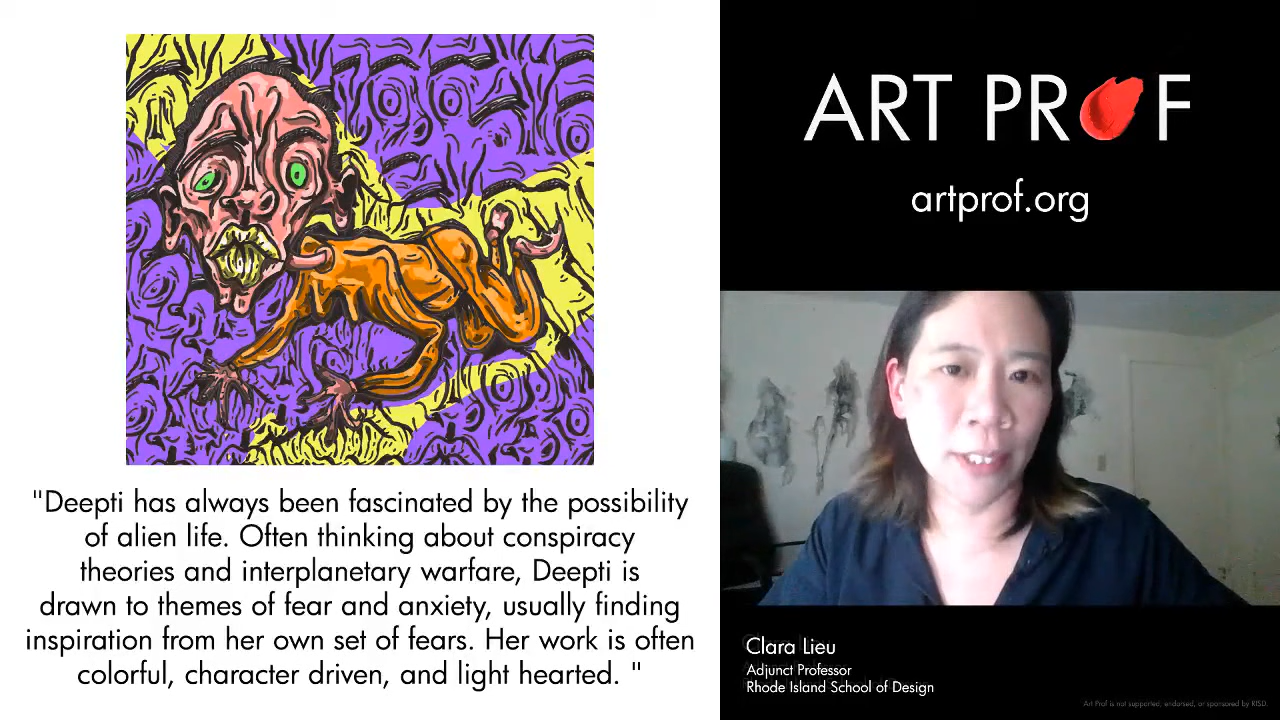 "Deepti has always been fascinated by the possibility
of alien life. Often thinking about conspiracy
theories and interplanetary warfare, Deepti is
drawn to themes of fear and anxiety, usually finding
inspiration from her own set of fears. Her work is often
colorful, character driven, and light hearted. "
ART PROF
artprof.org
Clara Lieu
Adjunct Professor
Rhode Island School of Design
Art Prof is not supported, endorsed, or sponsored by RISD.